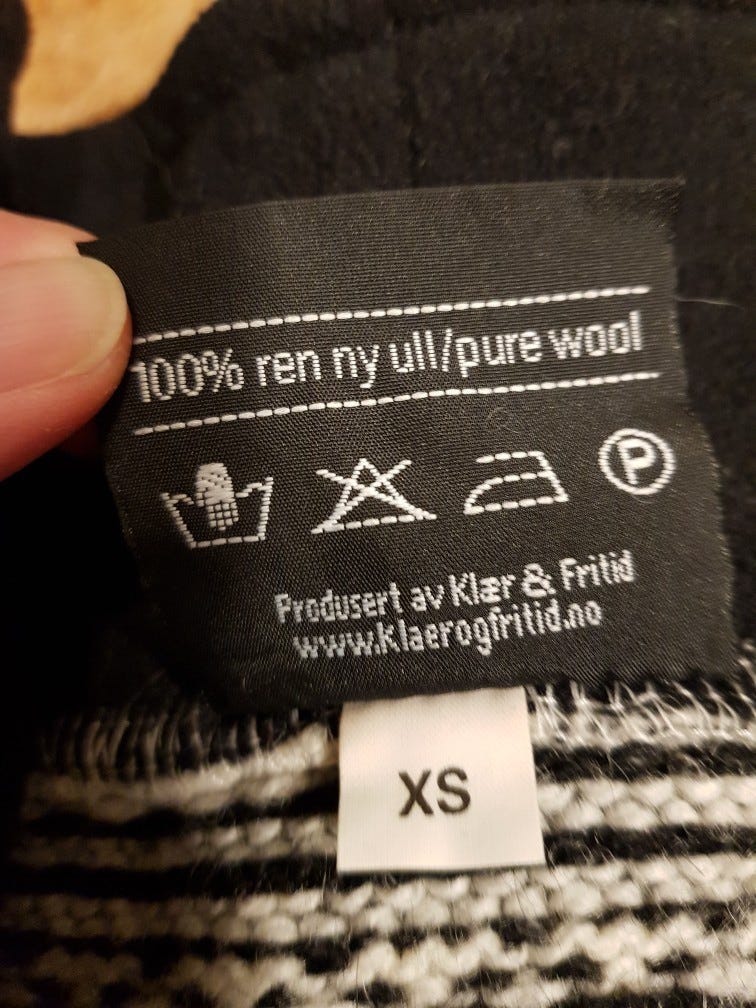 100% ren ny ull/pure wool
P
Produsert av Klær & Fritid
www.klaerogfritid.no
XS